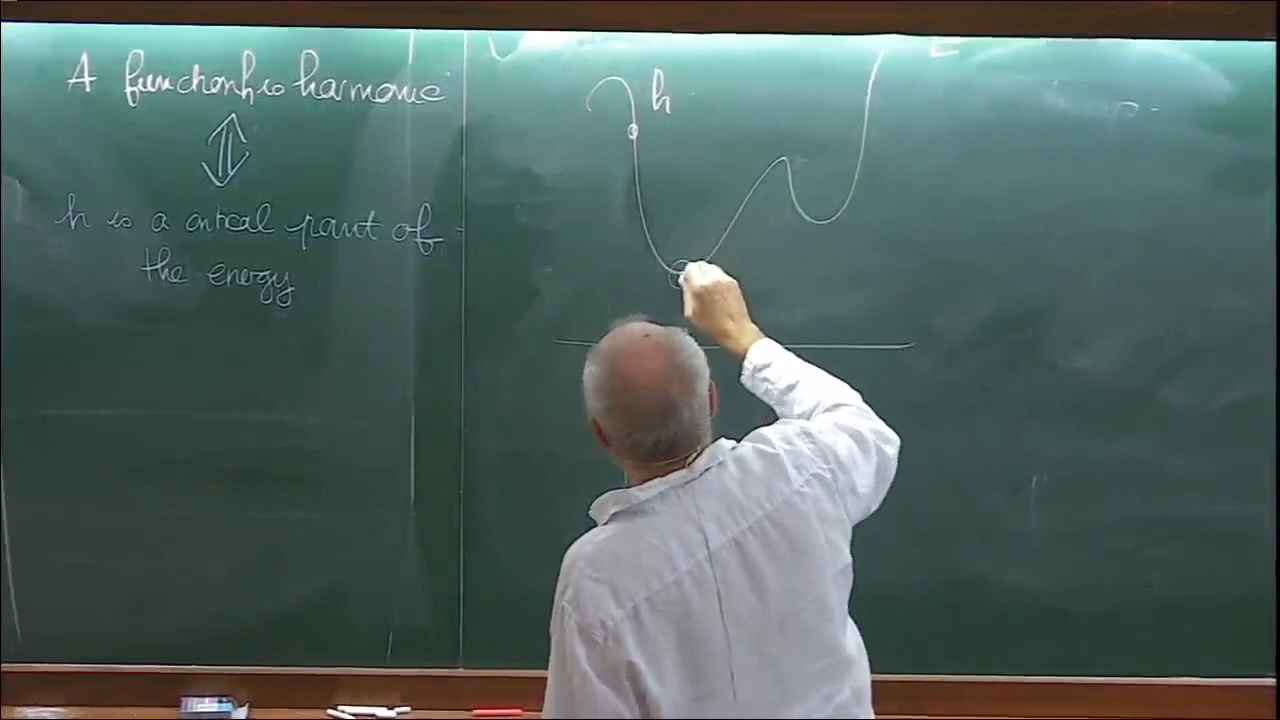 A function h is harmonic
⇕
h is a critical point of
the energy
h
E